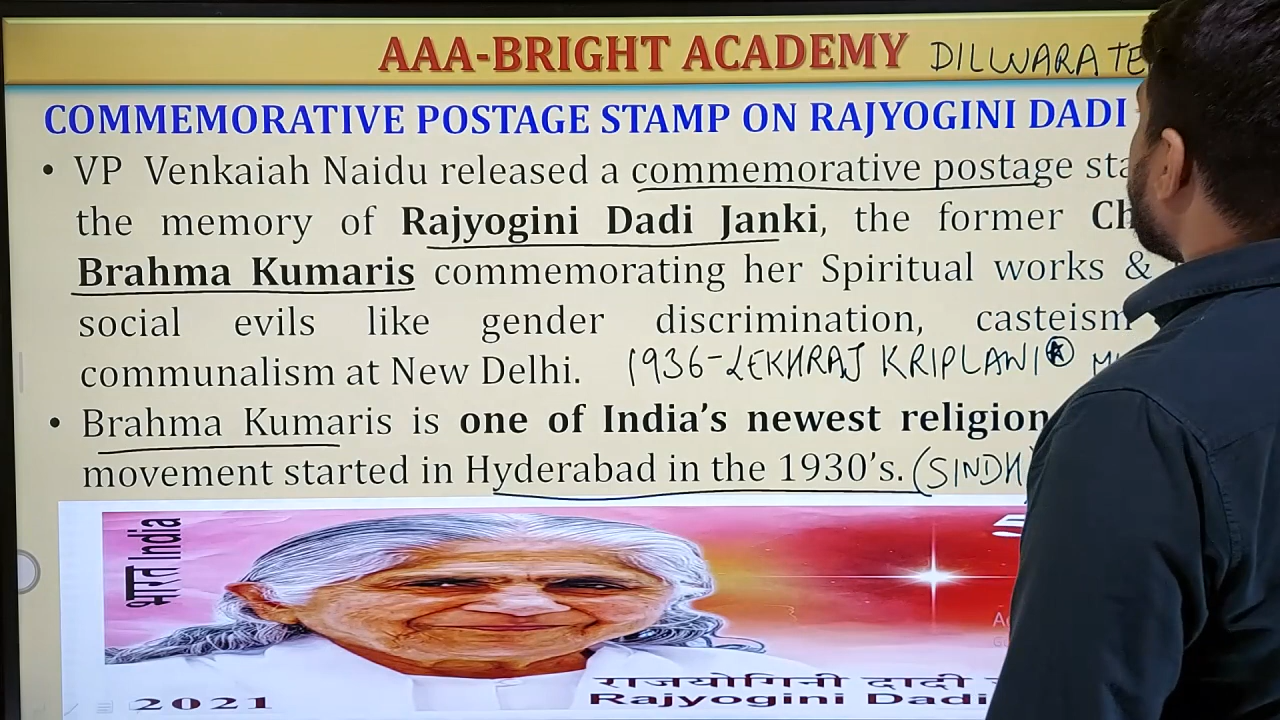 AAA-BRIGHT ACADEMY DILWARA TE
COMMEMORATIVE POSTAGE STAMP ON RAJYOGINI DADI
• VP Venkaiah Naidu released a commemorative postage sta
the memory of Rajyogini Dadi Janki, the former Ch
Brahma Kumaris commemorating her Spiritual works &
social evils like gender discrimination, casteism
communalism at New Delhi. 1936-LEKHRAJ KRIPLANI
• Brahma Kumaris is one of India's newest religion
movement started in Hyderabad in the 1930's. (SINDH)
भारत India
राजयोगिनी दादी
Rajyogini Dadi
2021